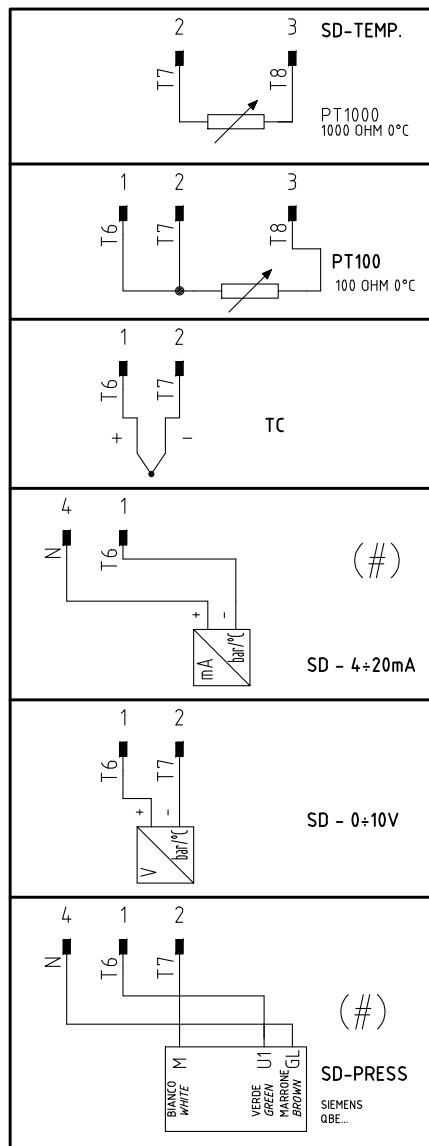 2 3 SD-TEMP.
T7 T8
PT1000
1000 OHM 0°C
1 2 3
T6 T7 T8
PT100
100 OHM 0°C
1 2
T6 T7
+ -
TC
4 1
N T6
(#)
+ -
mA bar/°C
SD - 4÷20mA
1 2
T6 T7
+ -
V bar/°C
SD - 0÷10V
4 1 2
N T6 T7
(#)
M U1 GL
BIANCO
WHITE
VERDE
GREEN
MARRONE
BROWN
SD-PRESS
SIEMENS
QBE...